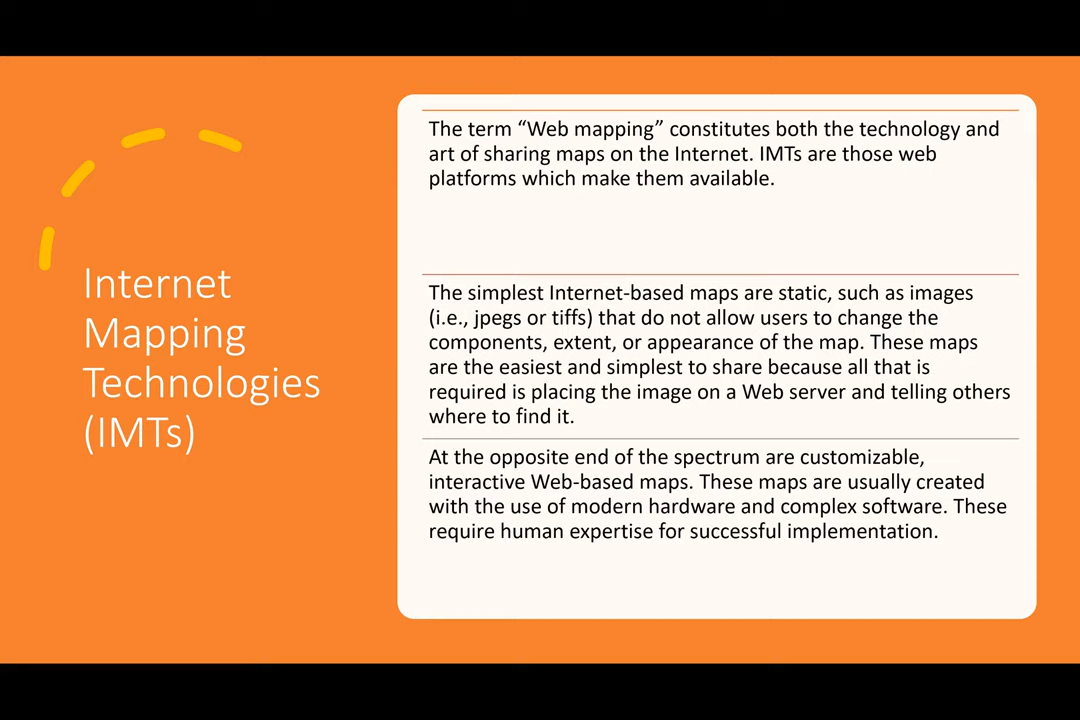 Internet
Mapping
Technologies
(IMTs)
The term “Web mapping” constitutes both the technology and
art of sharing maps on the Internet. IMTs are those web
platforms which make them available.
The simplest Internet-based maps are static, such as images
(i.e., jpegs or tiffs) that do not allow users to change the
components, extent, or appearance of the map. These maps
are the easiest and simplest to share because all that is
required is placing the image on a Web server and telling others
where to find it.
At the opposite end of the spectrum are customizable,
interactive Web-based maps. These maps are usually created
with the use of modern hardware and complex software. These
require human expertise for successful implementation.